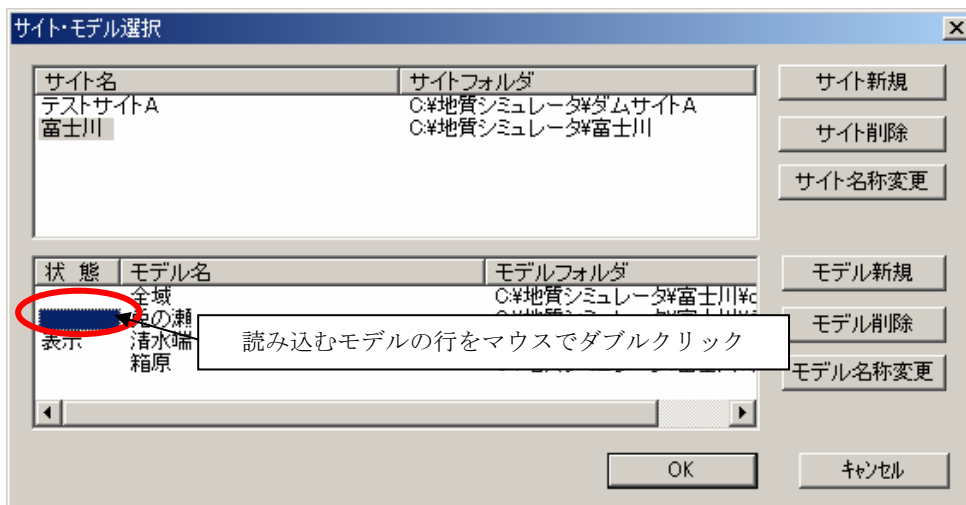 サイト・モデル選択
サイト名 サイトフォルダ
テストサイトA C:¥地質シミュレータ¥ダムサイトA
富士川 C:¥地質シミュレータ¥富士川
サイト新規
サイト削除
サイト名称変更
状 態 モデル名 モデルフォルダ
全域 C:¥地質シミュレータ¥富士川¥c
の瀬
表示 清水端
箱原
読み込むモデルの行をマウスでダブルクリック
モデル新規
モデル削除
モデル名称変更
OK キャンセル